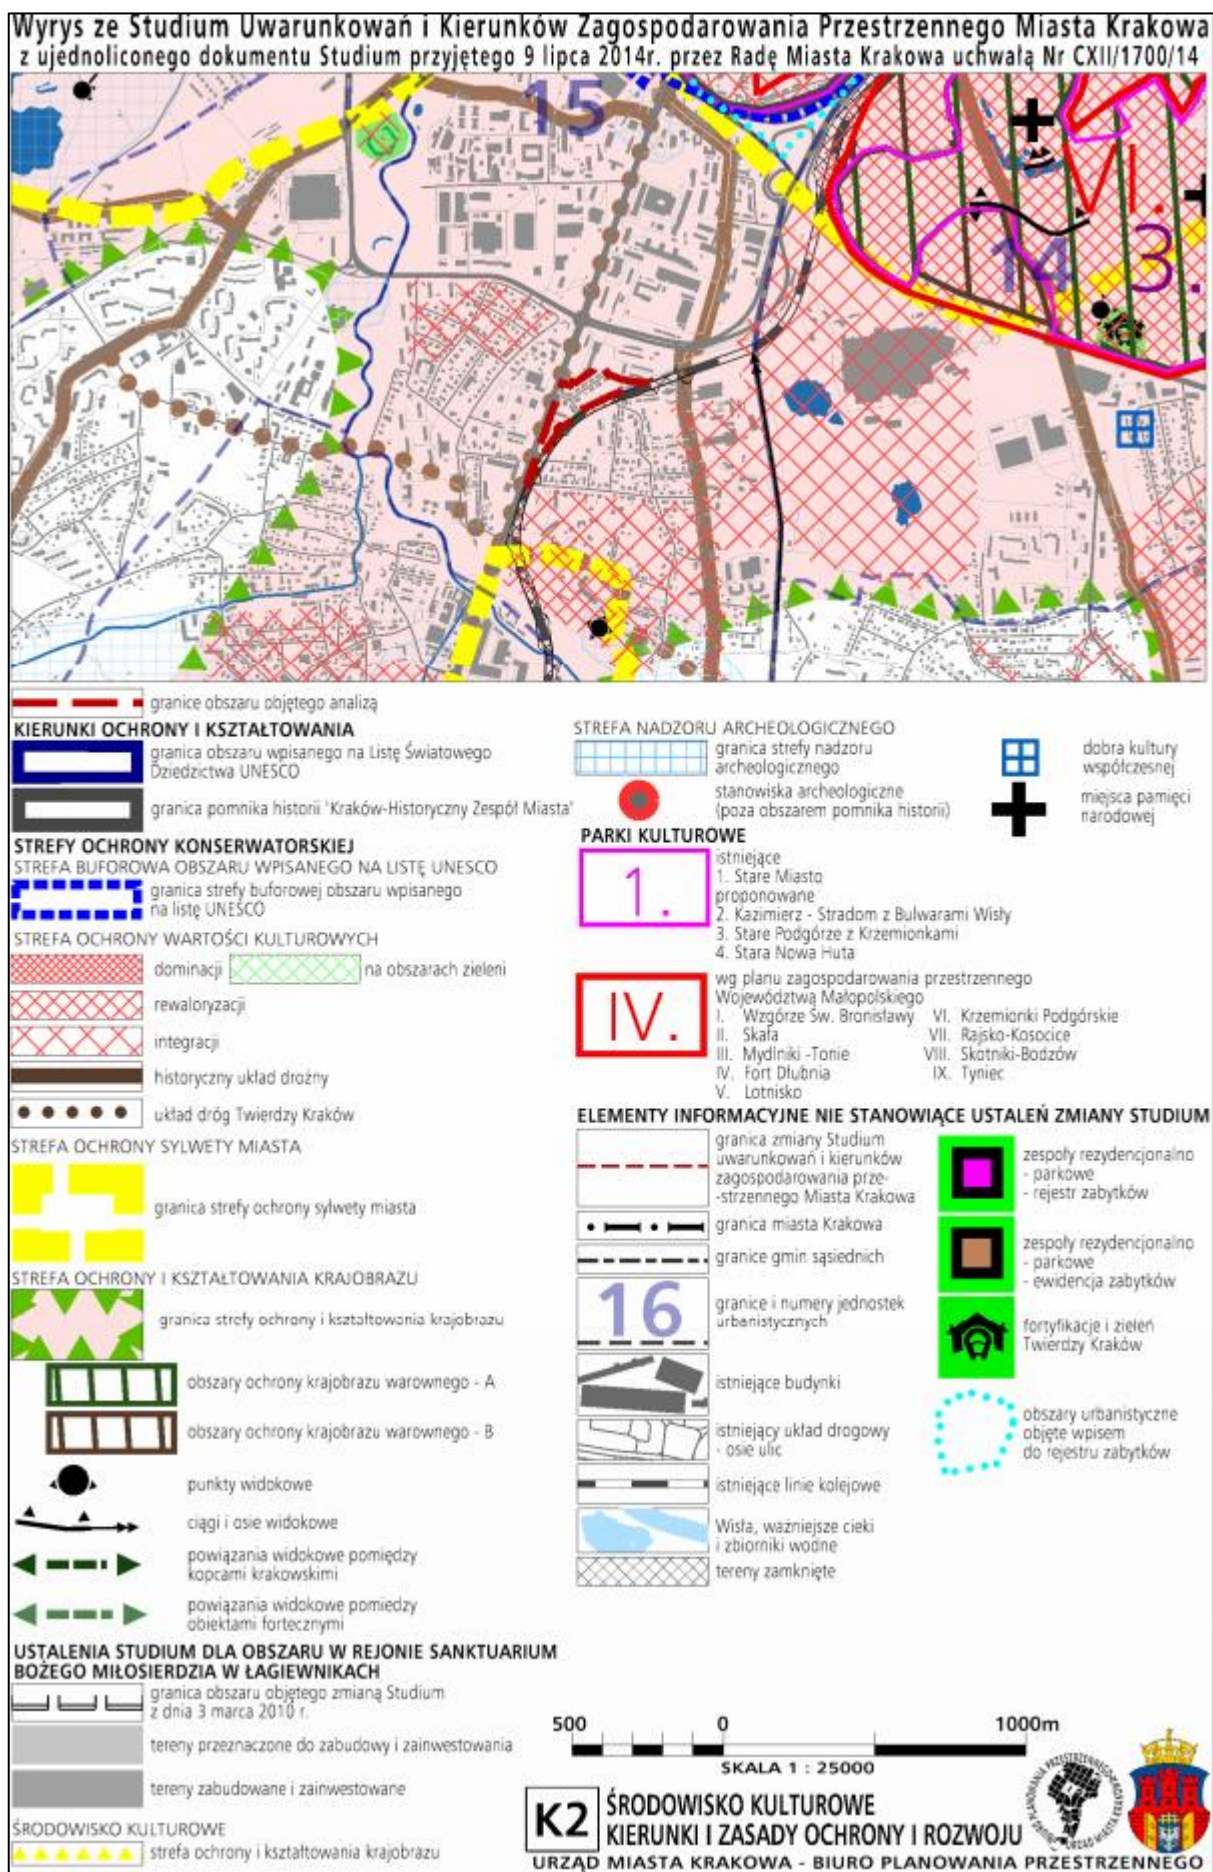 Wyrys ze Studium Uwarunkowań i Kierunków Zagospodarowania Przestrzennego Miasta Krakowa
z ujednoliconego dokumentu Studium przyjętego 9 lipca 2014r. przez Radę Miasta Krakowa uchwałą Nr CXII/1700/14
15
VI.
14
3.
granice obszaru objętego analizą
KIERUNKI OCHRONY I KSZTAŁTOWANIA
granica obszaru wpisanego na Listę Światowego
Dziedzictwa UNESCO
granica pomnika historii "Kraków-Historyczny Zespół Miasta"
STREFY OCHRONY KONSERWATORSKIEJ
STREFA BUFOROWA OBSZARU WPISANEGO NA LISTĘ UNESCO
granica strefy buforowej obszaru wpisanego
na listę UNESCO
STREFA OCHRONY WARTOŚCI KULTUROWYCH
dominacji
na obszarach zieleni
rewaloryzacji
integracji
historyczny układ drożny
układ dróg Twierdzy Kraków
STREFA OCHRONY SYLWETY MIASTA
granica strefy ochrony sylwety miasta
STREFA OCHRONY I KSZTAŁTOWANIA KRAJOBRAZU
granica strefy ochrony i kształtowania krajobrazu
obszary ochrony krajobrazu warownego - A
obszary ochrony krajobrazu warownego - B
punkty widokowe
ciągi i osie widokowe
powiązania widokowe pomiędzy
kopcami krakowskimi
powiązania widokowe pomiedzy
obiektami fortecznymi
USTALENIA STUDIUM DLA OBSZARU W REJONIE SANKTUARIUM
BOŻEGO MIŁOSIERDZIA W ŁAGIEWNIKACH
granica obszaru objętego zmianą Studium
z dnia 3 marca 2010 r.
tereny przeznaczone do zabudowy i zainwestowania
tereny zabudowane i zainwestowane
ŚRODOWISKO KULTUROWE
strefa ochrony i kształtowania krajobrazu
STREFA NADZORU ARCHEOLOGICZNEGO
granica strefy nadzoru
archeologicznego
stanowiska archeologiczne
(poza obszarem pomnika historii)
dobra kultury
współczesnej
miejsca pamięci
narodowej
PARKI KULTUROWE
1.
istniejące
1. Stare Miasto
proponowane
2. Kazimierz - Stradom z Bulwarami Wisły
3. Stare Podgórze z Krzemionkami
4. Stara Nowa Huta
IV.
wg planu zagospodarowania przestrzennego
Województwa Małopolskiego
I. Wzgórze Św. Bronisławy VI. Krzemionki Podgórskie
II. Skała VII. Rajsko-Kosocice
III. Mydlniki -Tonie VIII. Skotniki-Bodzów
IV. Fort Dłubnia IX. Tyniec
V. Lotnisko
ELEMENTY INFORMACYJNE NIE STANOWIĄCE USTALEŃ ZMIANY STUDIUM
granica zmiany Studium
uwarunkowań i kierunków
zagospodarowania prze-
-strzennego Miasta Krakowa
granica miasta Krakowa
granice gmin sąsiednich
16
granice i numery jednostek
urbanistycznych
istniejące budynki
istniejący układ drogowy
- osie ulic
istniejące linie kolejowe
Wisła, ważniejsze cieki
i zbiorniki wodne
tereny zamknięte
zespoły rezydencjonalno
- parkowe
- rejestr zabytków
zespoły rezydencjonalno
- parkowe
- ewidencja zabytków
fortyfikacje i zieleń
Twierdzy Kraków
obszary urbanistyczne
objęte wpisem
do rejestru zabytków
500 0 1000m
SKALA 1 : 25000
K2
ŚRODOWISKO KULTUROWE
KIERUNKI I ZASADY OCHRONY I ROZWOJU
URZĄD MIASTA KRAKOWA - BIURO PLANOWANIA PRZESTRZENNEGO